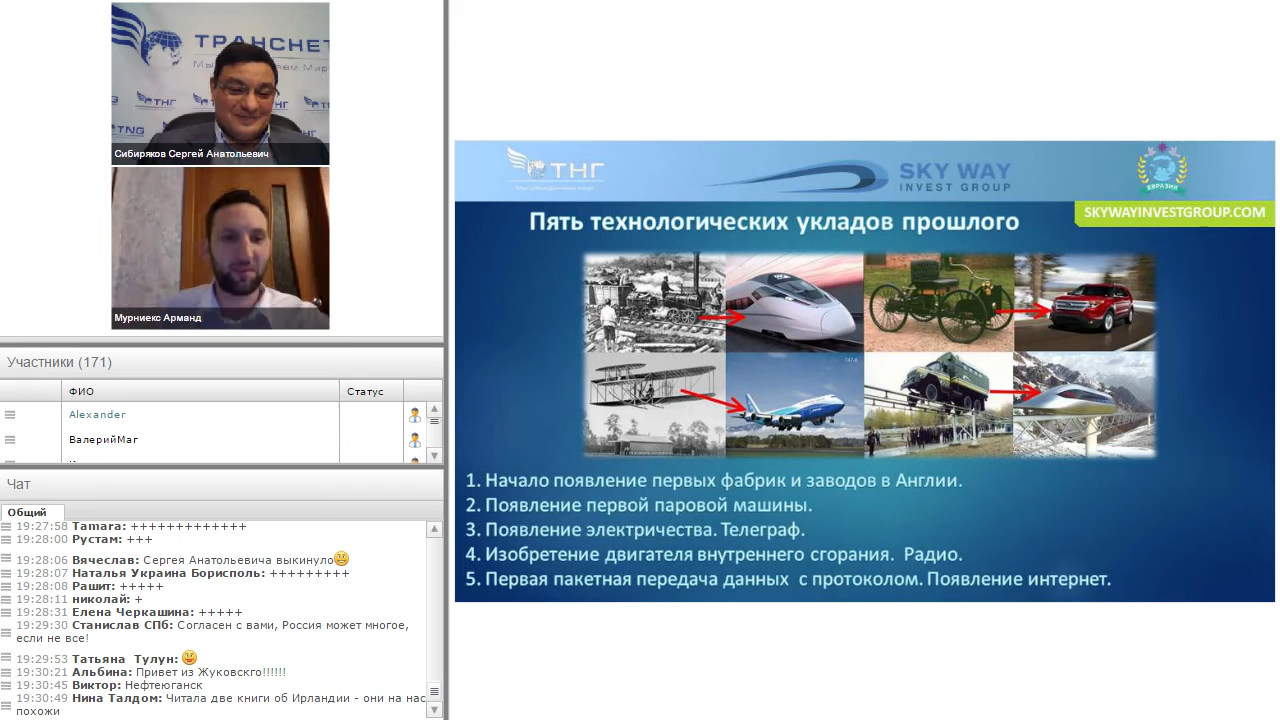 ТРАНСНЕТ
ТНГ
ТНГ
TNG
Сибиряков Сергей Анатольевич
Мурниекс Арманд
Участники (171)
ФИО
Статус
Alexander
ВалерийМаг
Чат
Общий
19:27:58 Tamara: +++++++++++++
19:28:00 Рустам: +++
19:28:06 Вячеслав: Сергея Анатольевича выкинуло
19:28:07 Наталья Украина Борисполь: +++++++++
19:28:08 Рашит: +++++
19:28:11 николай: +
19:28:31 Елена Черкашина: +++++
19:29:30 Станислав СПб: Согласен с вами, Россия может многое,
если не все!
19:29:53 Татьяна Тулун:
19:30:21 Альбина: Привет из Жуковскго!!!!!!
19:30:45 Виктор: Нефтеюганск
19:30:49 Нина Талдом: Читала две книги об Ирландии - они на нас
похожи
ТНГ
SKY WAY
INVEST GROUP
ЕВРАЗИЯ
SKYWAYINVESTGROUP.COM
Пять технологических укладов прошлого
1. Начало появление первых фабрик и заводов в Англии.
2. Появление первой паровой машины.
3. Появление электричества. Телеграф.
4. Изобретение двигателя внутреннего сгорания. Радио.
5. Первая пакетная передача данных с протоколом. Появление интернет.